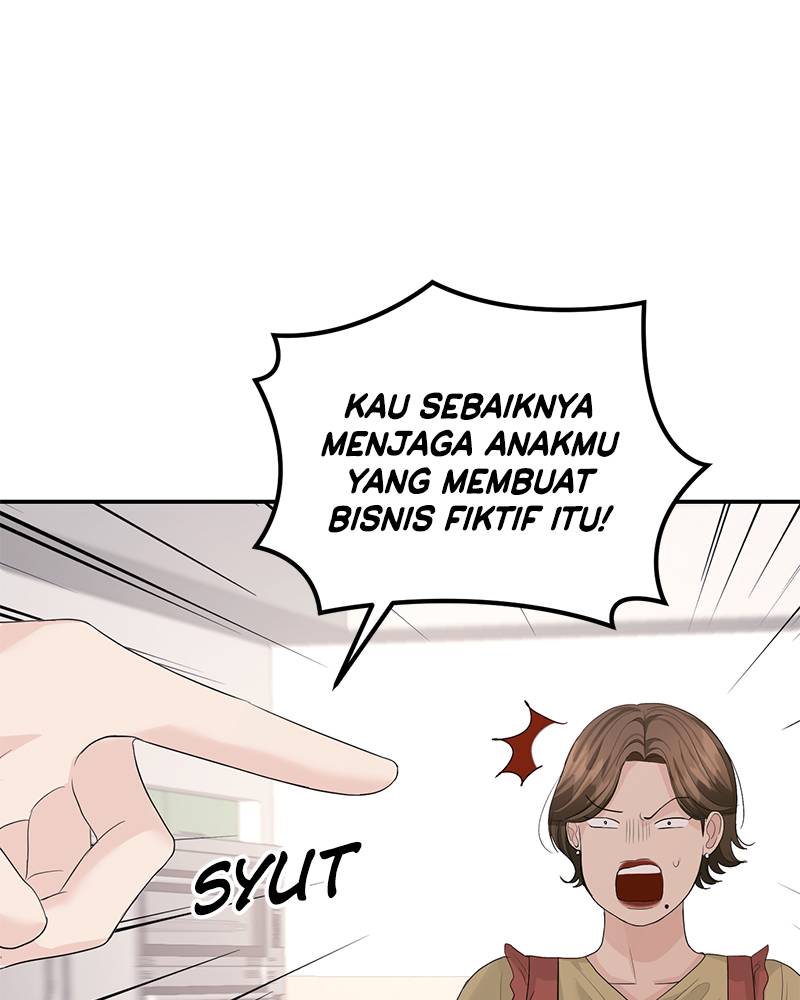 KAU SEBAIKNYA
MENJAGA ANAKMU
YANG MEMBUAT
BISNIS FIKTIF ITU!
SYUT